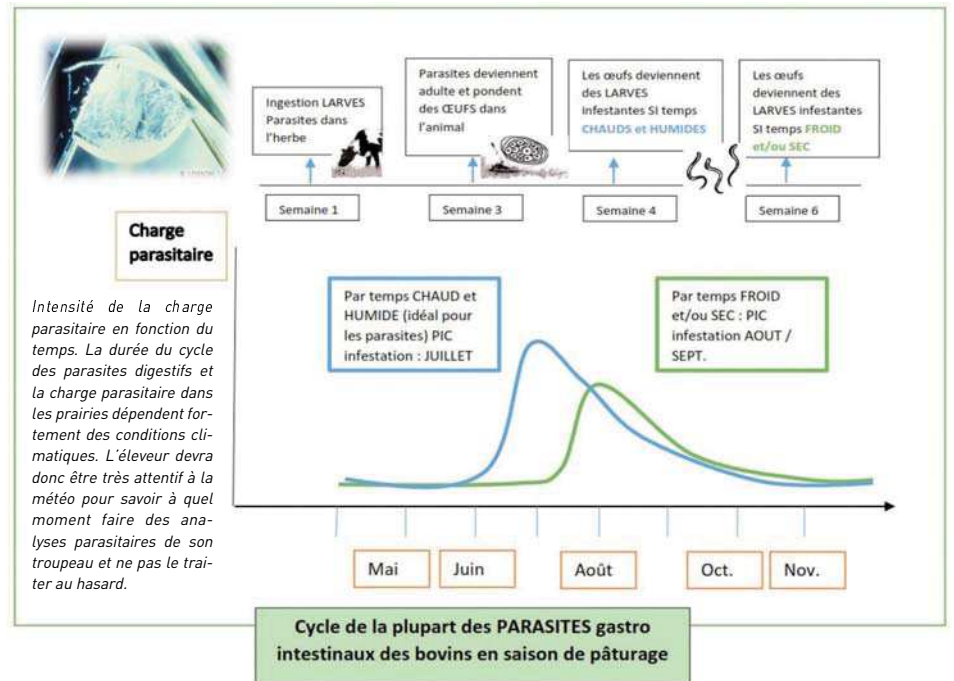 Ingestion LARVES
Parasites dans
l'herbe
Parasites deviennent
adulte et pondent
des ŒUFS dans
l'animal
Les œufs deviennent
des LARVES
infestantes SI temps
CHAUDS et HUMIDES
Les œufs
deviennent des
LARVES infestantes
SI temps FROID
et/ou SEC
Semaine 1
Semaine 3
Semaine 4
Semaine 6
Charge
parasitaire
Intensité de la charge
parasitaire en fonction du
temps. La durée du cycle
des parasites digestifs et
la charge parasitaire dans
les prairies dépendent for-
tement des conditions cli-
matiques. L'éleveur devra
donc être très attentif à la
météo pour savoir à quel
moment faire des ana-
lyses parasitaires de son
troupeau et ne pas le trai-
ter au hasard.
Par temps CHAUD et
HUMIDE (idéal pour
les parasites) PIC
infestation : JUILLET
Par temps FROID
et/ou SEC : PIC
infestation AOUT /
SEPT.
Mai
Juin
Août
Oct.
Nov.
Cycle de la plupart des PARASITES gastro
intestinaux des bovins en saison de pâturage